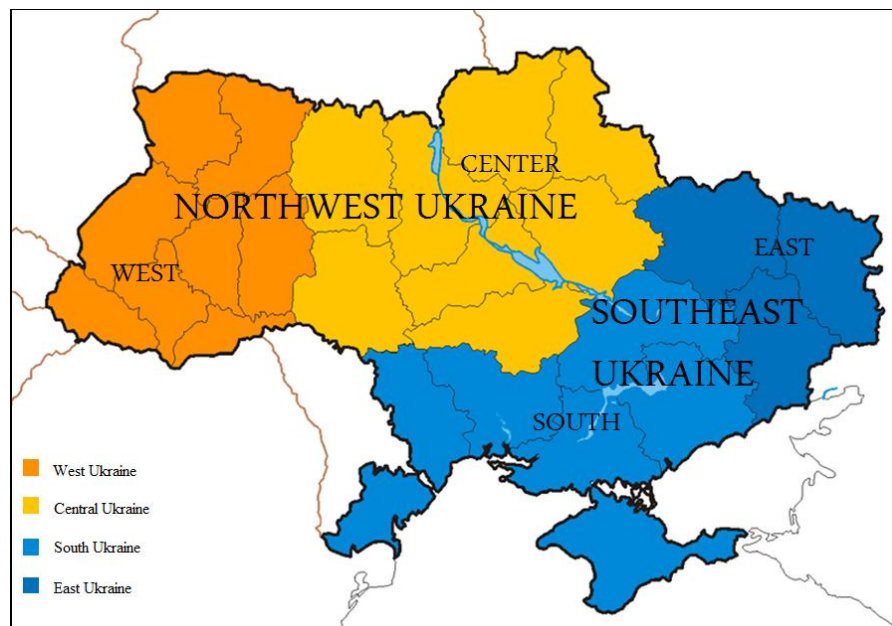 CENTER
NORTHWEST UKRAINE
EAST
WEST
SOUTHEAST
UKRAINE
SOUTH
West Ukraine
Central Ukraine
South Ukraine
East Ukraine